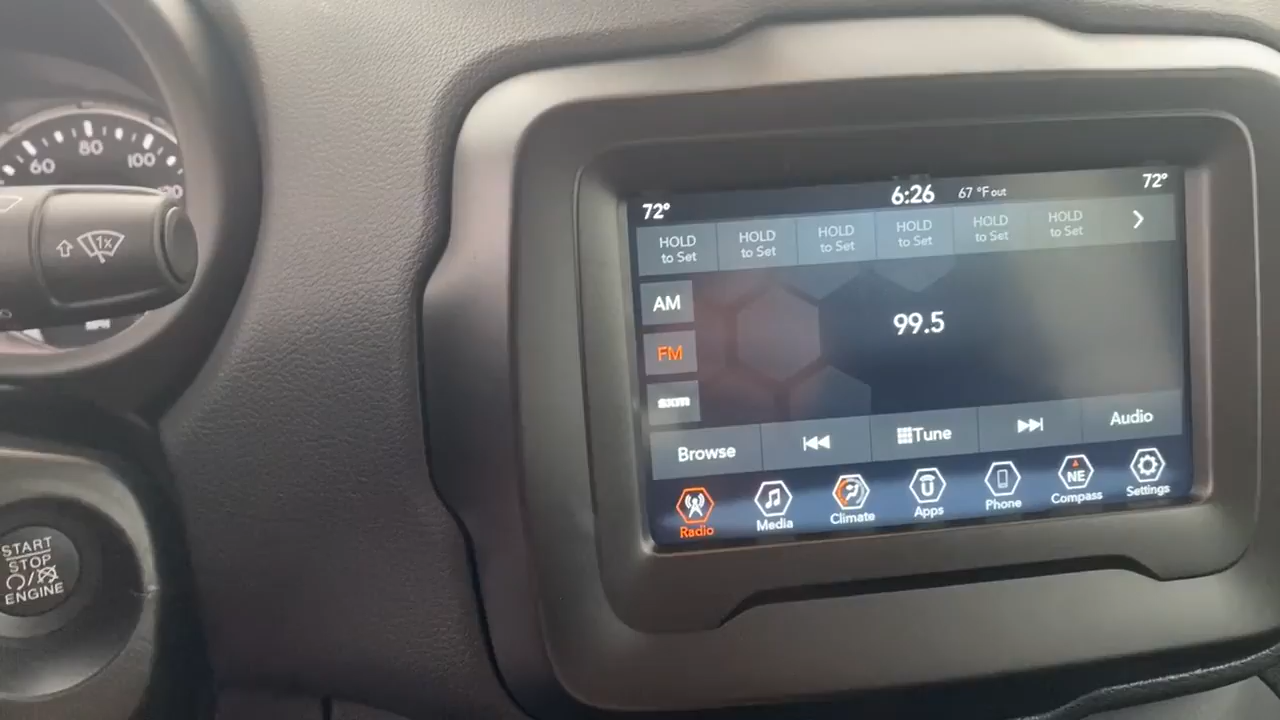 60 80 100
1x
START
STOP
ENGINE
72° 6:26 67 °F out 72°
HOLD to Set
HOLD to Set
HOLD to Set
HOLD to Set
HOLD to Set
HOLD to Set
AM
FM
sxm
99.5
Browse Tune Audio
Radio Media Climate Apps Phone Compass Settings
U
NE